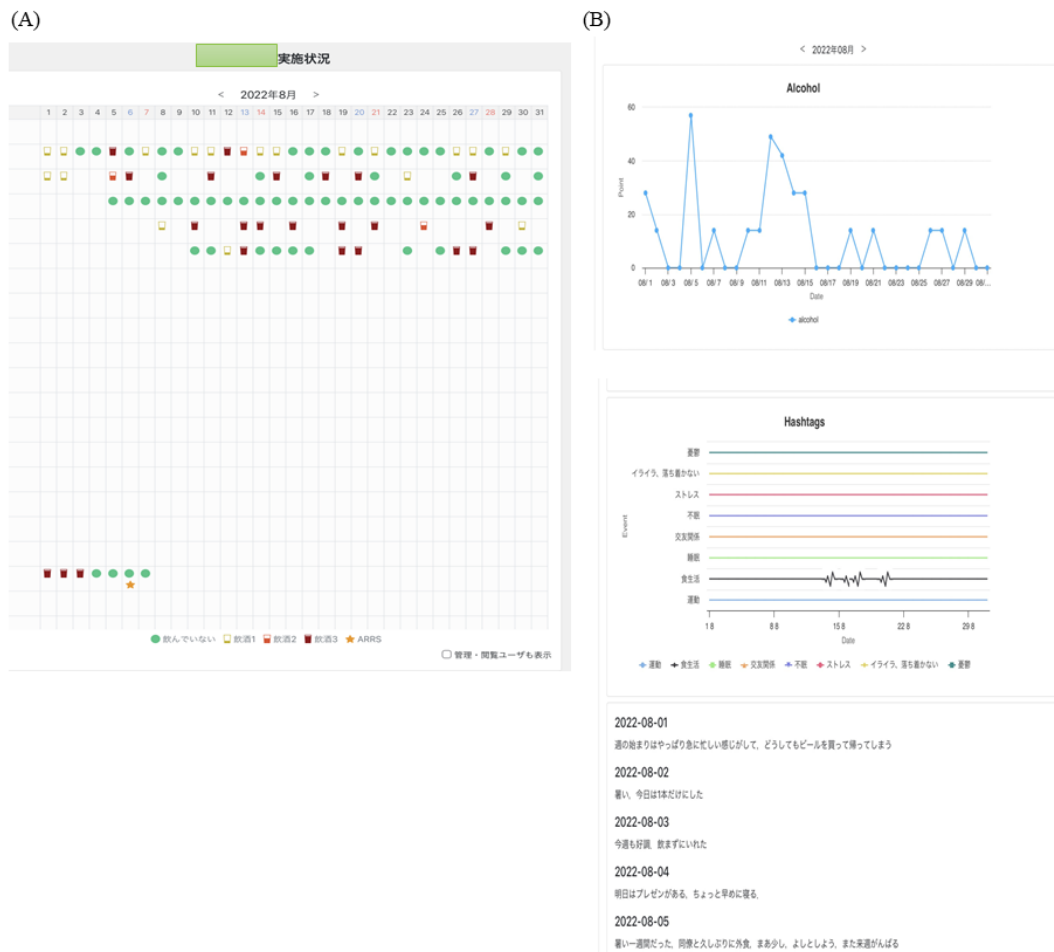 (A)
実施状況
< 2022年8月 >
1 2 3 4 5 6 7 8 9 10 11 12 13 14 15 16 17 18 19 20 21 22 23 24 25 26 27 28 29 30 31
飲んでいない 飲酒1 飲酒2 飲酒3 ARRS
管理・閲覧ユーザも表示
(B)
< 2022年08月 >
Alcohol
60
40
20
0
Point
08/1 08/3 08/5 08/7 08/9 08/11 08/13 08/15 08/17 08/19 08/21 08/23 08/25 08/27 08/29 08/...
Date
alcohol
Hashtags
憂鬱
イライラ、落ち着かない
ストレス
不眠
交友関係
睡眠
食生活
運動
Event
1 8 8 8 15 8 22 8 29 8
Date
運動 食生活 睡眠 交友関係 不眠 ストレス イライラ、落ち着かない 憂鬱
2022-08-01
週の始まりはやっぱり急に忙しい感じがして、どうしてもビールを買って帰ってしまう
2022-08-02
暑い、今日は1本だけにした
2022-08-03
今週も好調、飲まずにいれた
2022-08-04
明日はプレゼンがある、ちょっと早めに寝る、
2022-08-05
暑い一週間だった、同僚と久しぶりに外食、まあ少し、よしとしよう、また来週がんばる